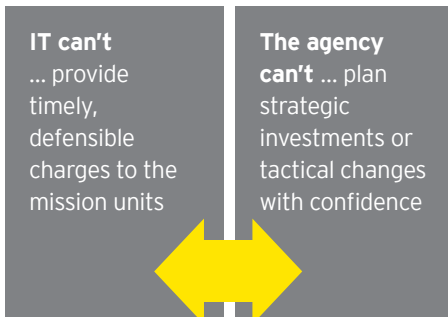 IT can’t
... provide
timely,
defensible
charges to the
mission units
The agency
can’t ... plan
strategic
investments or
tactical changes
with confidence